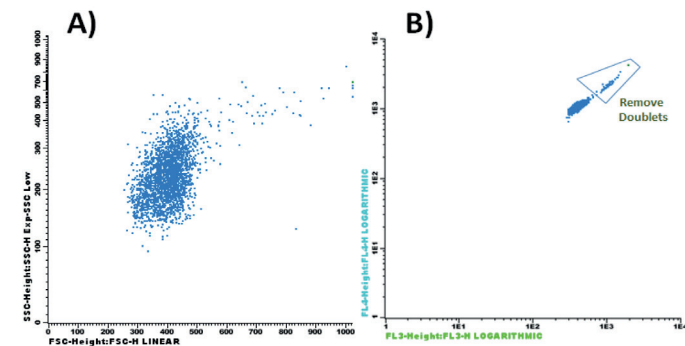 A)
B)
1000
900
800
700
600
500
400
300
200
100
0
SSC-Height:SSC-H Exp-SSC Low
0 100 200 300 400 500 600 700 800 900 1000
FSC-Height:FSC-H LINEAR
1E4
1E3
1E2
1E1
1
FL4-Height:FL4-H LOGARITHMIC
Remove
Doublets
1 1E1 1E2 1E3 1E4
FL3-Height:FL3-H LOGARITHMIC